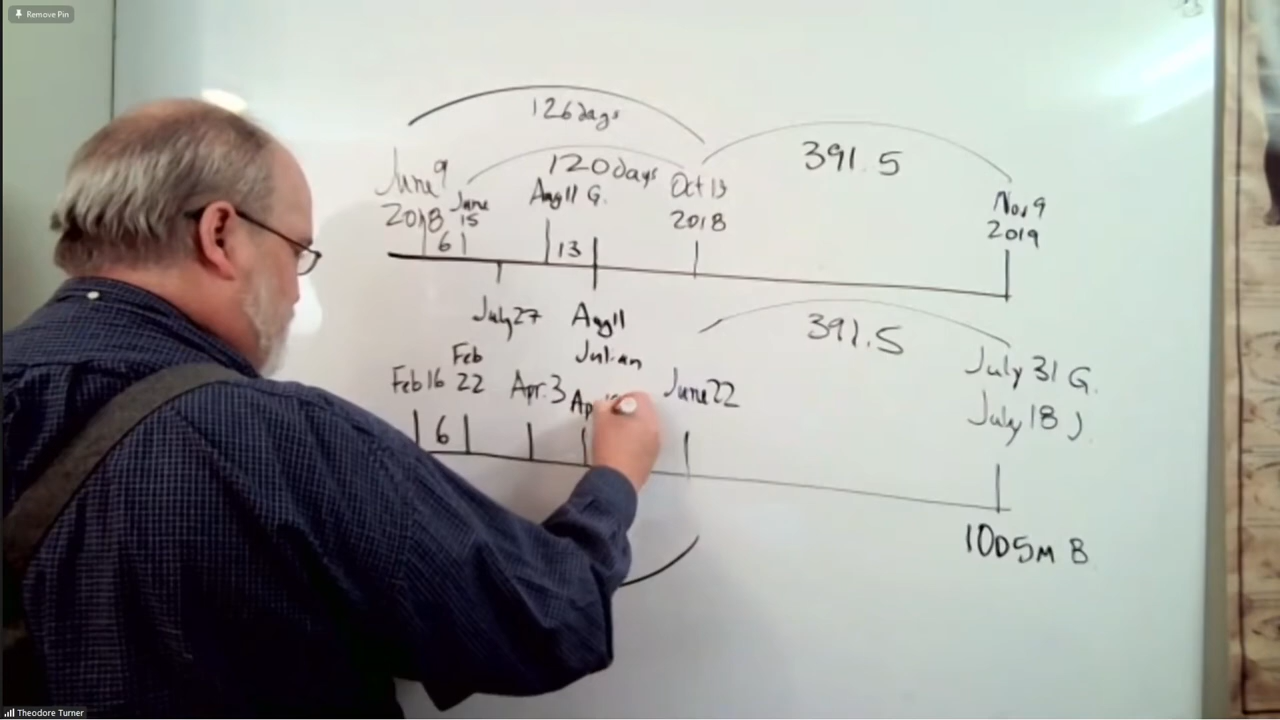 Remove Pin
126 days
120 days
391.5
June 9
2018
June
15
Aug 11 G.
Oct 13
2018
Nov 9
2019
6
13
July 27
Aug 11
Julian
391.5
July 31 G.
July 18 J
Feb 16
Feb
22
Apr. 3
June 22
6
1 D 5 M B
Theodore Turner